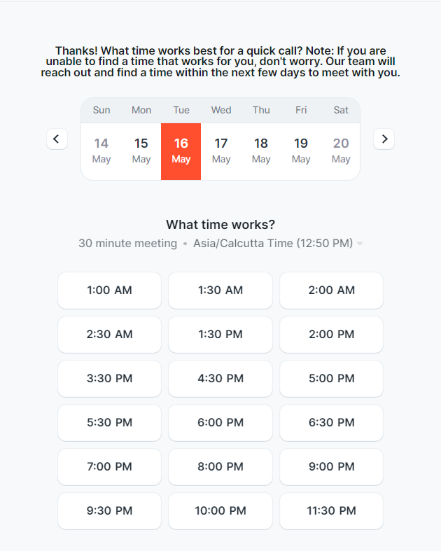 Thanks! What time works best for a quick call? Note: If you are
unable to find a time that works for you, don't worry. Our team will
reach out and find a time within the next few days to meet with you.
Sun Mon Tue Wed Thu Fri Sat
14 15 16 17 18 19 20
May May May May May May May
What time works?
30 minute meeting • Asia/Calcutta Time (12:50 PM)
1:00 AM 1:30 AM 2:00 AM
2:30 AM 1:30 PM 2:00 PM
3:30 PM 4:30 PM 5:00 PM
5:30 PM 6:00 PM 6:30 PM
7:00 PM 8:00 PM 9:00 PM
9:30 PM 10:00 PM 11:30 PM